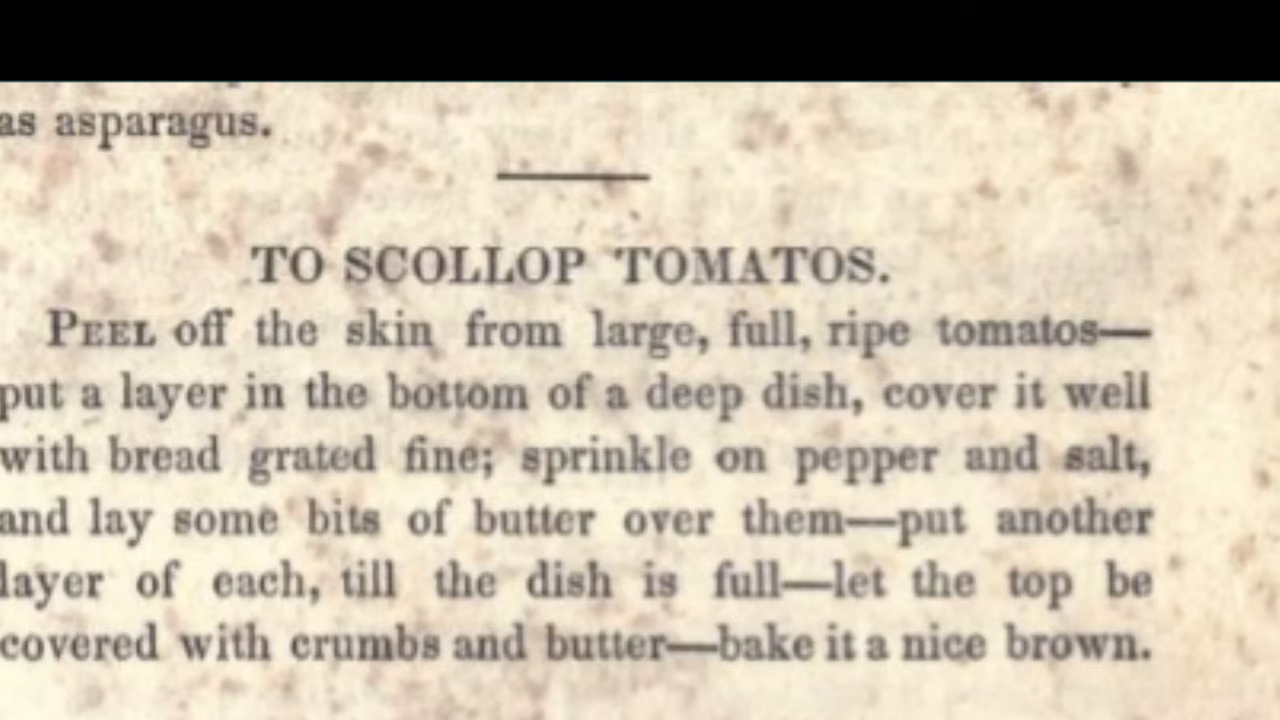 as asparagus.
TO SCOLLOP TOMATOS.
PEEL off the skin from large, full, ripe tomatos—
put a layer in the bottom of a deep dish, cover it well
with bread grated fine; sprinkle on pepper and salt,
and lay some bits of butter over them—put another
layer of each, till the dish is full—let the top be
covered with crumbs and butter—bake it a nice brown.